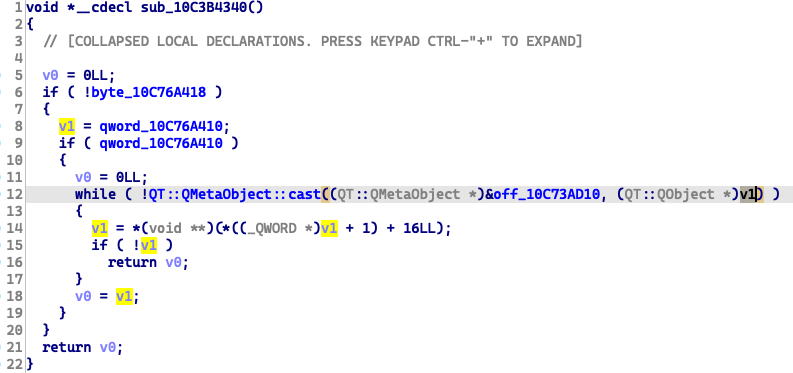 1 void *__cdecl sub_10C3B4340()
2 {
3   // [COLLAPSED LOCAL DECLARATIONS. PRESS KEYPAD CTRL-"+" TO EXPAND]
4
5   v0 = 0LL;
6   if ( !byte_10C76A418 )
7   {
8     v1 = qword_10C76A410;
9     if ( qword_10C76A410 )
10     {
11       v0 = 0LL;
12       while ( !QT::QMetaObject::cast((QT::QMetaObject *)&off_10C73AD10, (QT::QObject *)v1) )
13       {
14         v1 = *(void **)(*((_QWORD *)v1 + 1) + 16LL);
15         if ( !v1 )
16           return v0;
17       }
18       v0 = v1;
19     }
20   }
21   return v0;
22 }